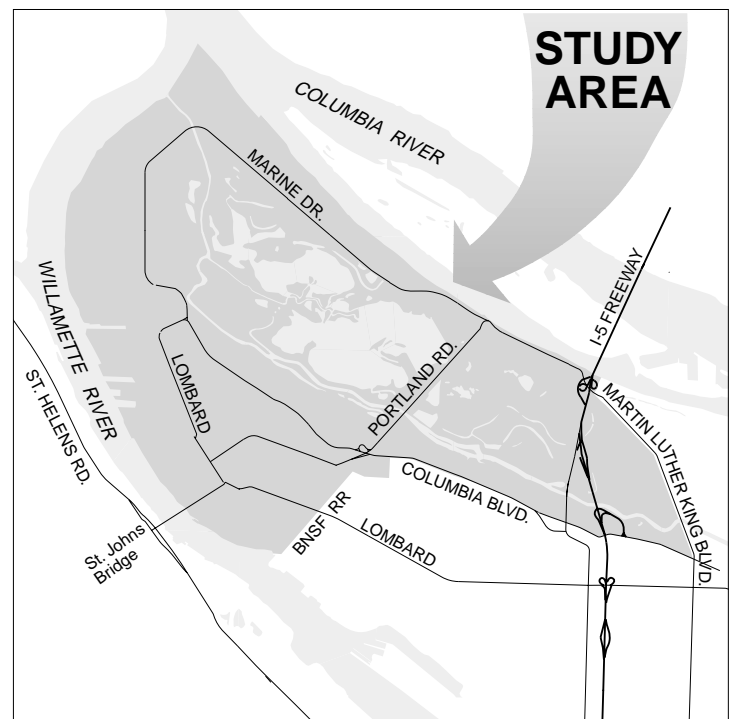 STUDY
AREA
COLUMBIA RIVER
MARINE DR.
I-5 FREEWAY
WILLAMETTE RIVER
PORTLAND RD.
LOMBARD
ST. HELENS RD.
MARTIN LUTHER KING BLVD.
COLUMBIA BLVD.
BNSF RR
LOMBARD
St. Johns
Bridge